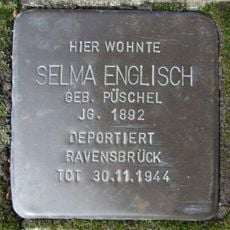 HIER WOHNTE
SELMA ENGLISCH
GEB. PÜSCHEL
JG. 1892
DEPORTIERT
RAVENSBRÜCK
TOT 30.11.1944